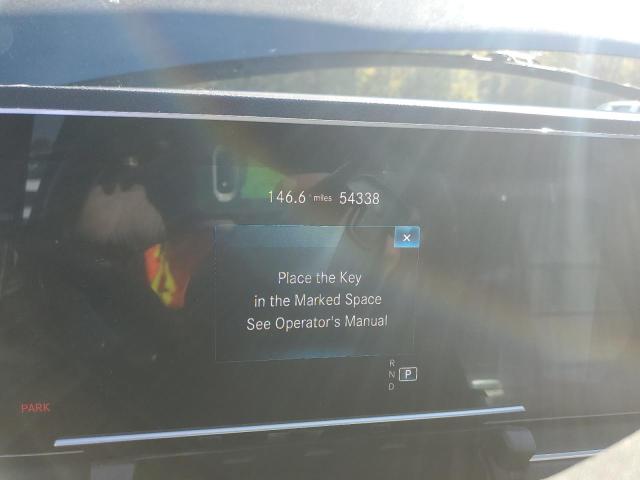 146.6 miles 54338
×
Place the Key
in the Marked Space
See Operator's Manual
R
N P
D
PARK